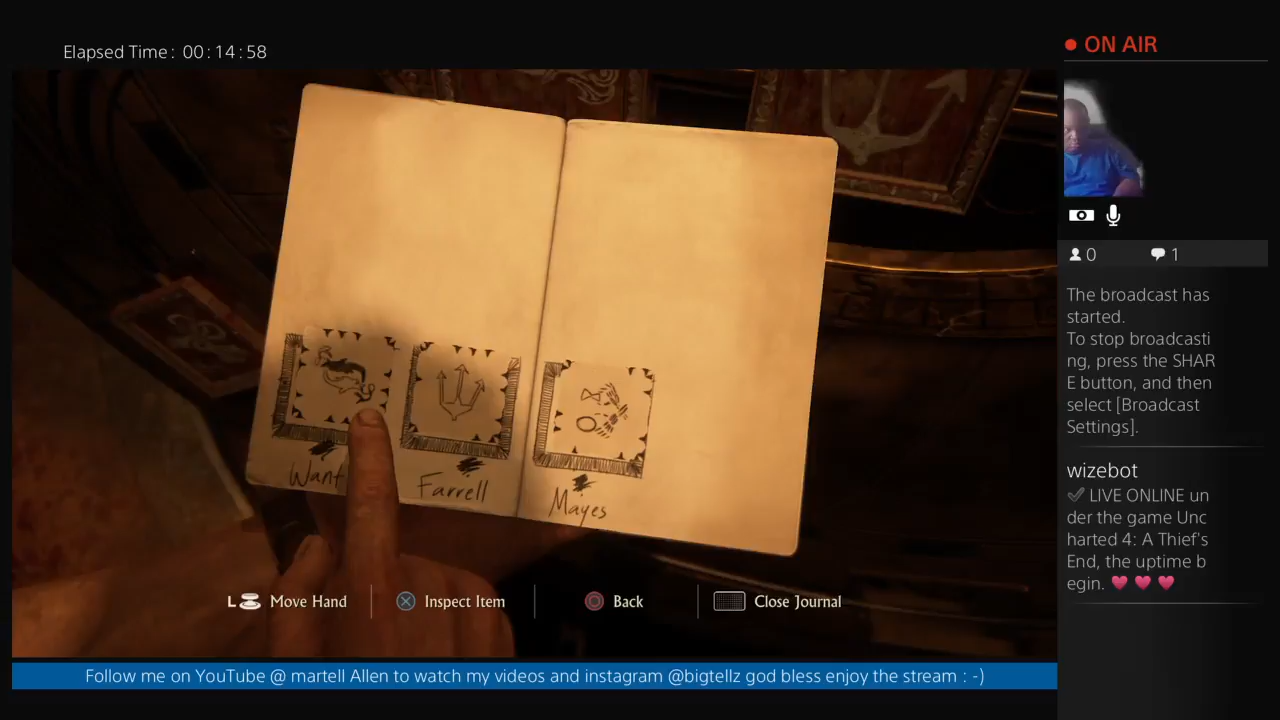 Elapsed Time: 00:14:58
ON AIR
0
1
The broadcast has
started.
To stop broadcasti
ng, press the SHAR
E button, and then
select [Broadcast
Settings].
wizebot
LIVE ONLINE un
der the game Unc
harted 4: A Thief's
End, the uptime b
egin.
Want
Farrell
Mayes
L Move Hand
Inspect Item
Back
Close Journal
Follow me on YouTube @ martell Allen to watch my videos and instagram @bigtellz god bless enjoy the stream : -)